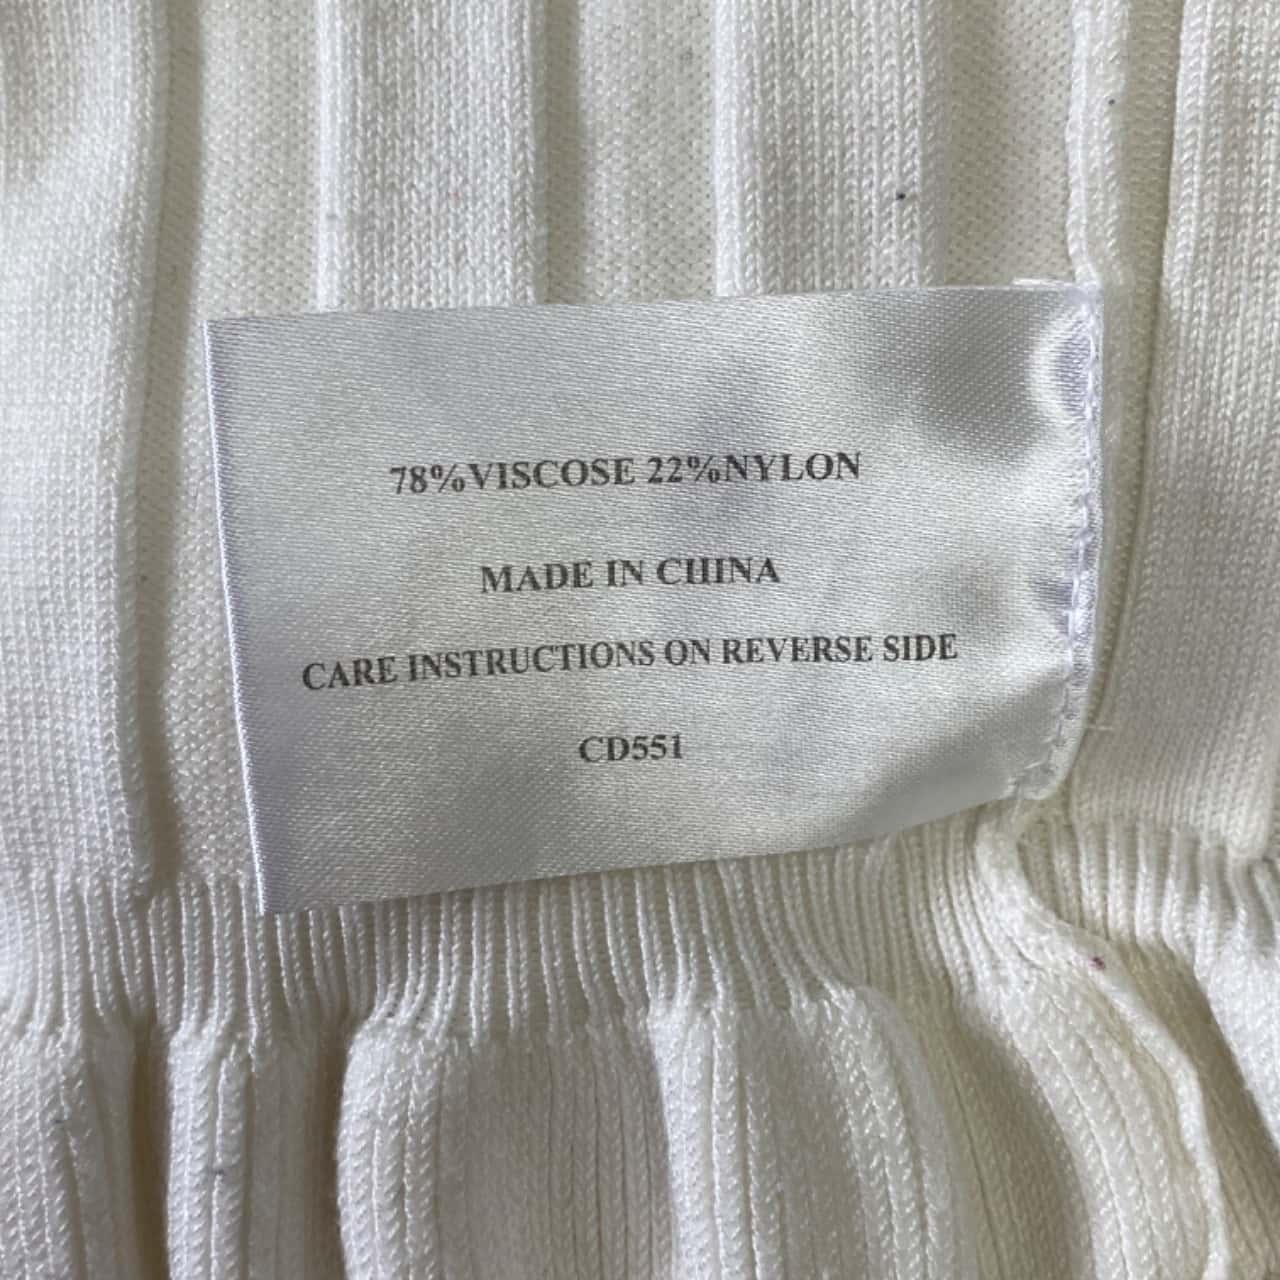 78%VISCOSE 22%NYLON
MADE IN CHINA
CARE INSTRUCTIONS ON REVERSE SIDE
CD551